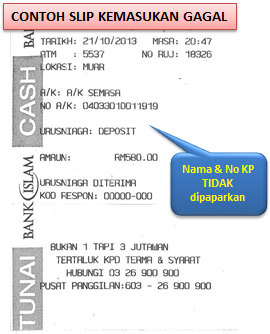 CONTOH SLIP KEMASUKAN GAGAL
TARIKH: 21/10/2013 MASA: 20:47
ATM : 5537 NO RUJ: 18326
LOKASI: MUAR
A/K: A/K SEMASA
NO A/K: 04033010011919
URUSNIAGA: DEPOSIT
AMAUN: RM580.00
URUSNIAGA DITERIMA
KOD RESPON: 00000-000
BUKAN 1 TAPI 3 JUTAWAN
TERTALUK KPD TERMA & SYARAT
HUBUNGI 03 26 900 900
PUSAT PANGGILAN:603 - 26 900 900
Nama & No KP
TIDAK
dipaparkan
BANK
CASH
BANK ISLAM
TUNAI